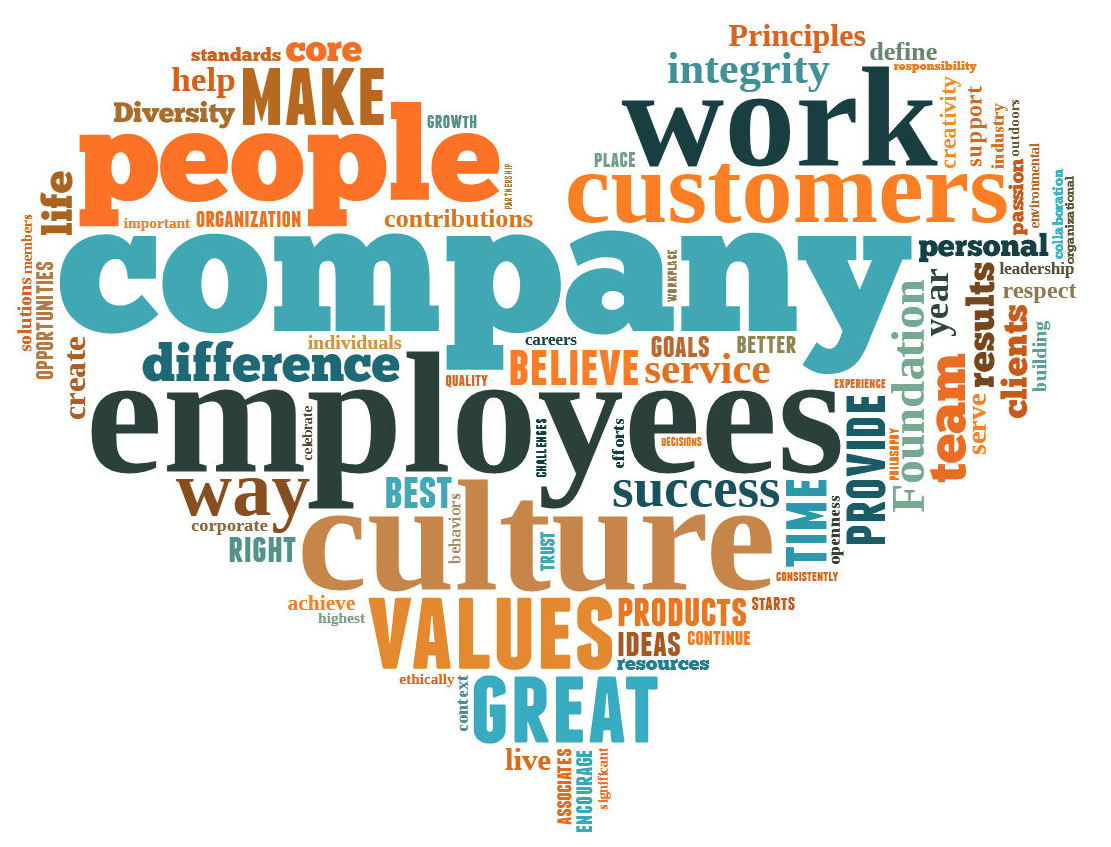 Principles
standards core
define
integrity
responsibility
help MAKE
work
Diversity
creativity
support
industry
outdoors
people
GROWTH
PLACE
customers
passion
environmental
collaboration
organizational
life
PARTNERSHIP
important ORGANIZATION contributions
solutions members
OPPORTUNITIES
company
WORKPLACE
personal
leadership
respect
year
results
clients
building
create
individuals
careers
GOALS
BETTER
difference
QUALITY
BELIEVE service
EXPERIENCE
Foundation
team
serve
employees
celebrate
CHALLENGES
efforts
DECISIONS
PROVIDE
PHILOSOPHY
way
BEST
success
TIME
openness
corporate
culture
behaviors
TRUST
RIGHT
CONSISTENTLY
achieve
VALUES PRODUCTS STARTS
highest
IDEAS CONTINUE
resources
ethically
context
GREAT
live
ASSOCIATES
ENCOURAGE
significant